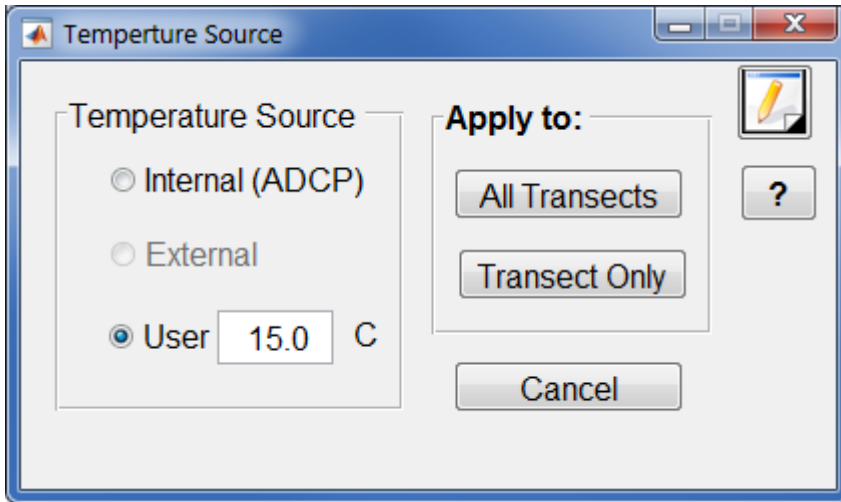 Temperture Source
Temperature Source
Internal (ADCP)
External
User 15.0 C
Apply to:
All Transects
Transect Only
Cancel
?